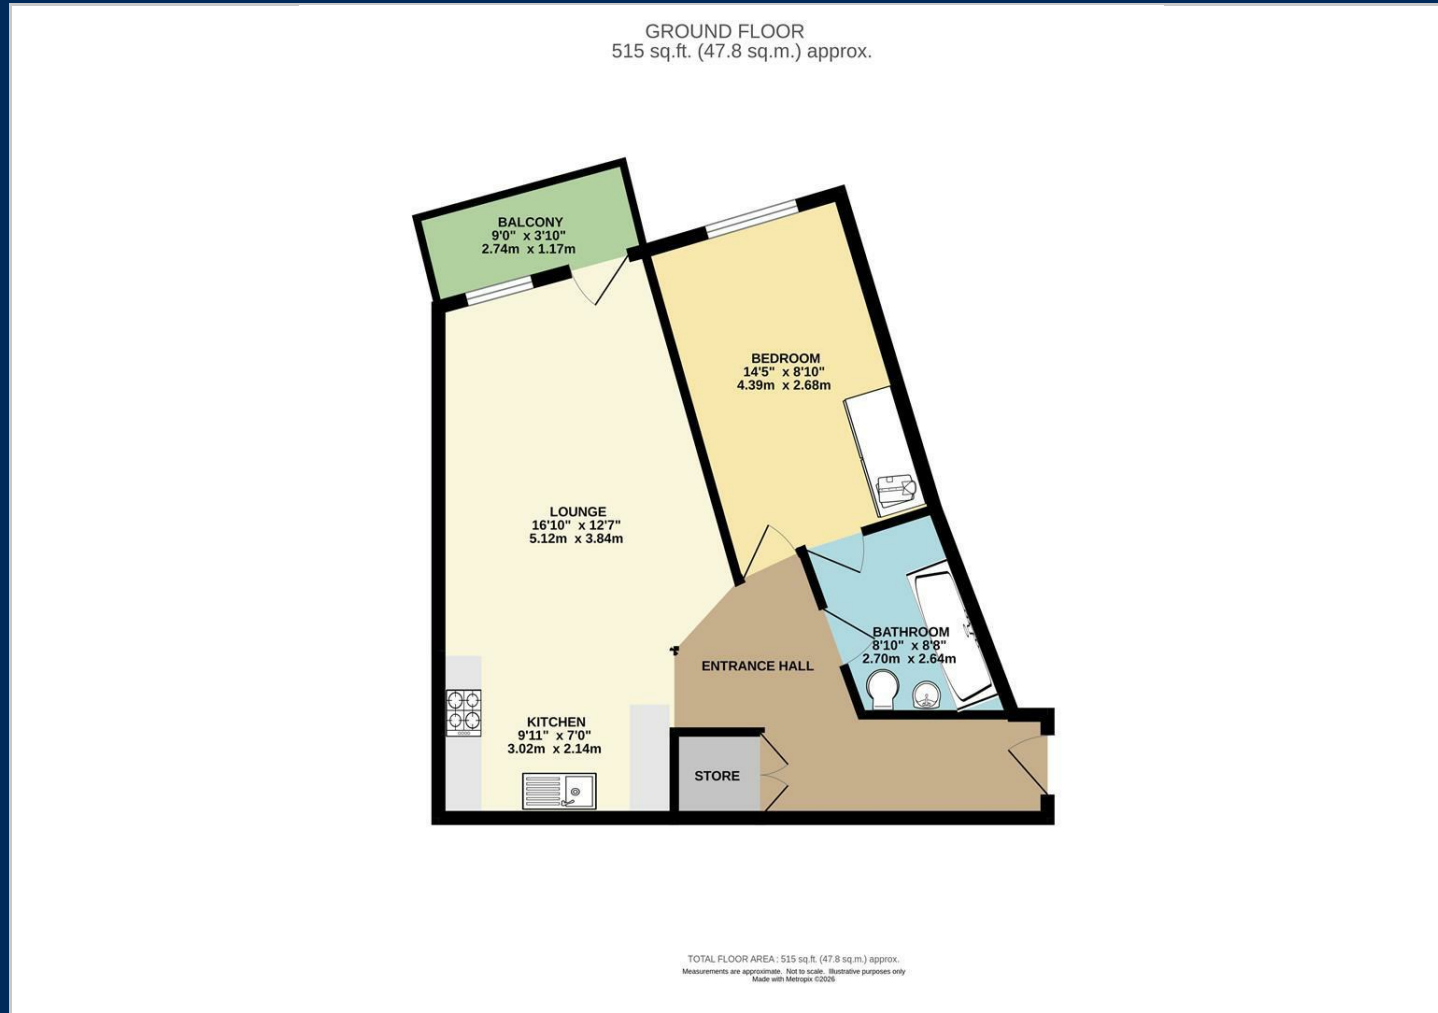 GROUND FLOOR
515 sq.ft. (47.8 sq.m.) approx.
BALCONY
9'0" x 3'10"
2.74m x 1.17m
BEDROOM
14'5" x 8'10"
4.39m x 2.68m
LOUNGE
16'10" x 12'7"
5.12m x 3.84m
BATHROOM
8'10" x 8'8"
2.70m x 2.64m
ENTRANCE HALL
KITCHEN
9'11" x 7'0"
3.02m x 2.14m
STORE
TOTAL FLOOR AREA : 515 sq.ft. (47.8 sq.m.) approx.
Measurements are approximate. Not to scale. Illustrative purposes only
Made with Metropix ©2026